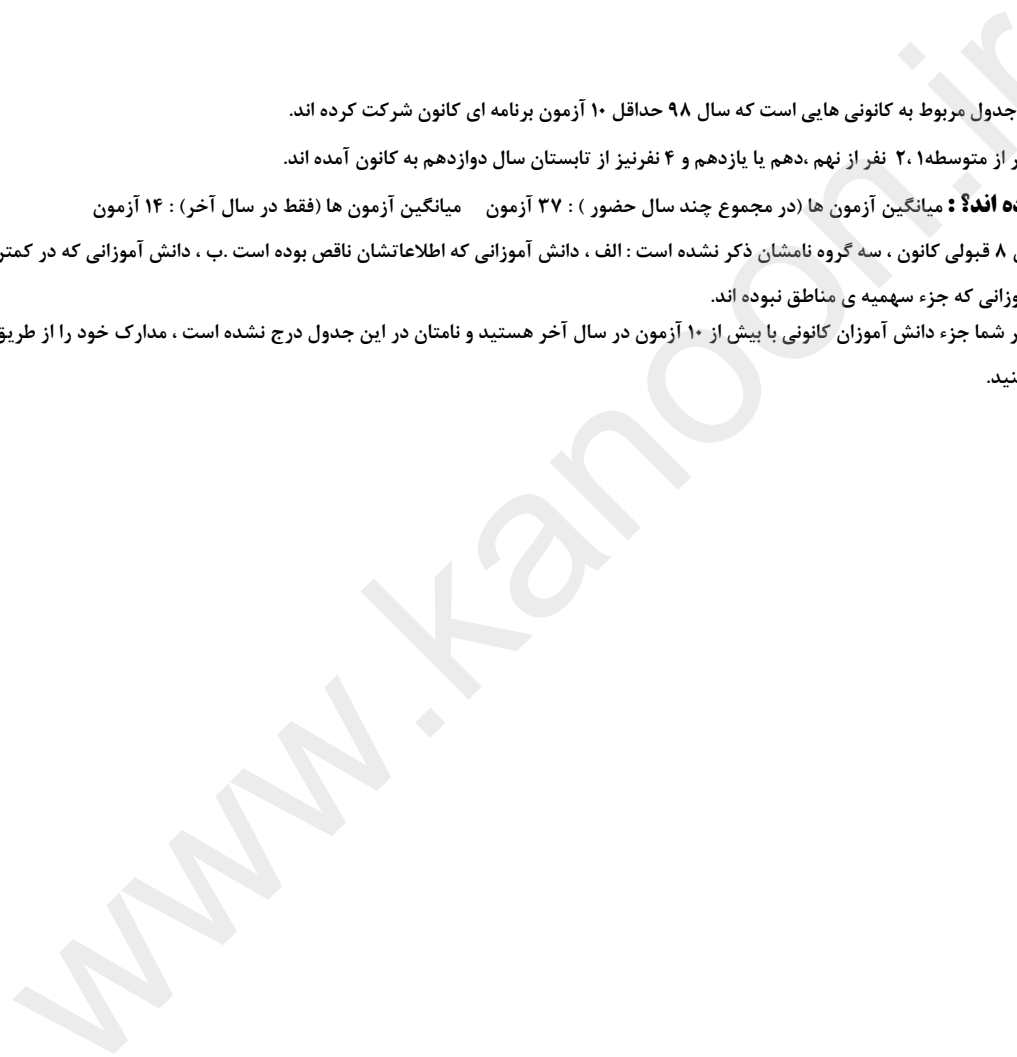 جدول مربوط به کانونی هایی است که سال ۹۸ حداقل ۱۰ آزمون برنامه ای کانون شرکت کرده اند.
از متوسطه۱، ۲ نفر از نهم ،دهم یا یازدهم و ۴ نفرنیز از تابستان سال دوازدهم به کانون آمده اند.
اند؟ : میانگین آزمون ها (در مجموع چند سال حضور ) : ۳۷ آزمون میانگین آزمون ها (فقط در سال آخر) : ۱۴ آزمون
۸ قبولی کانون ، سه گروه نامشان ذکر نشده است : الف ، دانش آموزانی که اطلاعاتشان ناقص بوده است .ب ، دانش آموزانی که در کمتر
وزانی که جزء سهمیه ی مناطق نبوده اند.
ر شما جزء دانش آموزان کانونی با بیش از ۱۰ آزمون در سال آخر هستید و نامتان در این جدول درج نشده است ، مدارک خود را از طریق
نید.
www.kanoon.ir